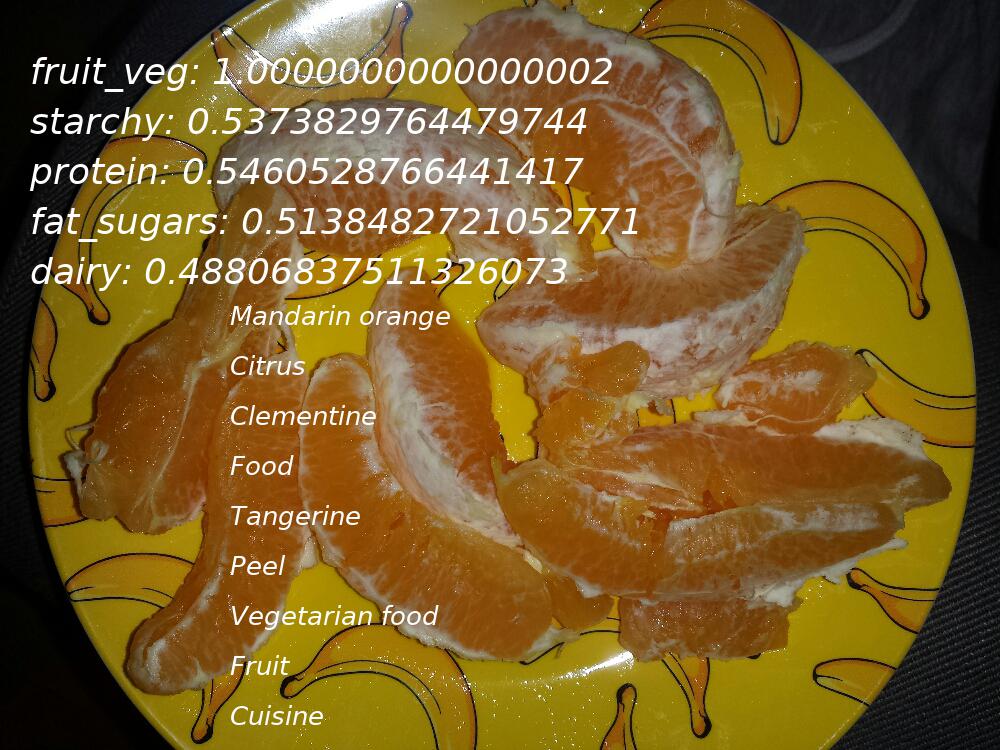 fruit_veg: 1.0000000000000002
starchy: 0.5373829764479744
protein: 0.5460528766441417
fat_sugars: 0.5138482721052771
dairy: 0.48806837511326073
Mandarin orange
Citrus
Clementine
Food
Tangerine
Peel
Vegetarian food
Fruit
Cuisine